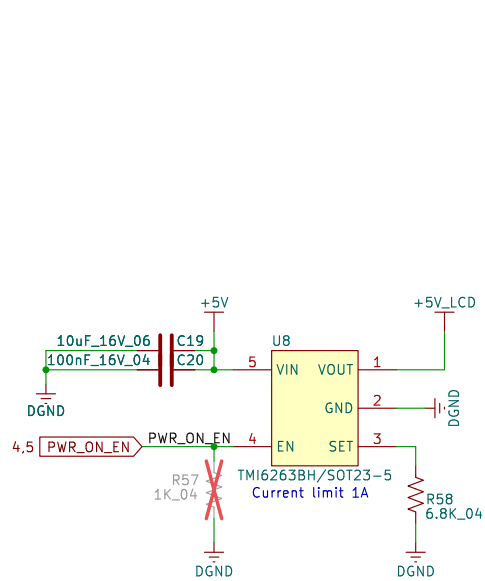 +5V
+5V_LCD
10uF_16V_06 C19
100nF_16V_04 C20
U8
5 VIN VOUT 1
DGND
GND 2 DGND
4,5 PWR_ON_EN PWR_ON_EN 4 EN SET 3
TMI6263BH/SOT23-5
R57
1K_04
Current limit 1A
R58
6.8K_04
DGND
DGND